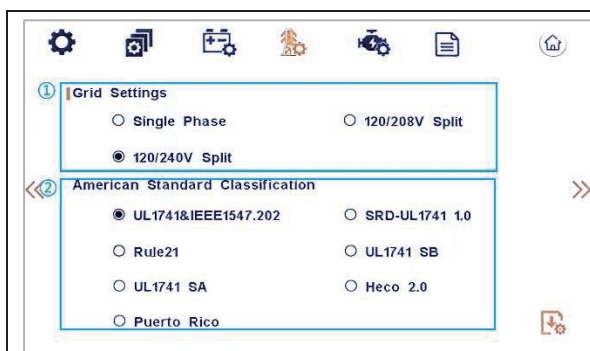 ①
Grid Settings
Single Phase 120/208V Split
120/240V Split
②
American Standard Classification
UL1741&IEEE1547.202 SRD-UL1741 1.0
Rule21 UL1741 SB
UL1741 SA Heco 2.0
Puerto Rico